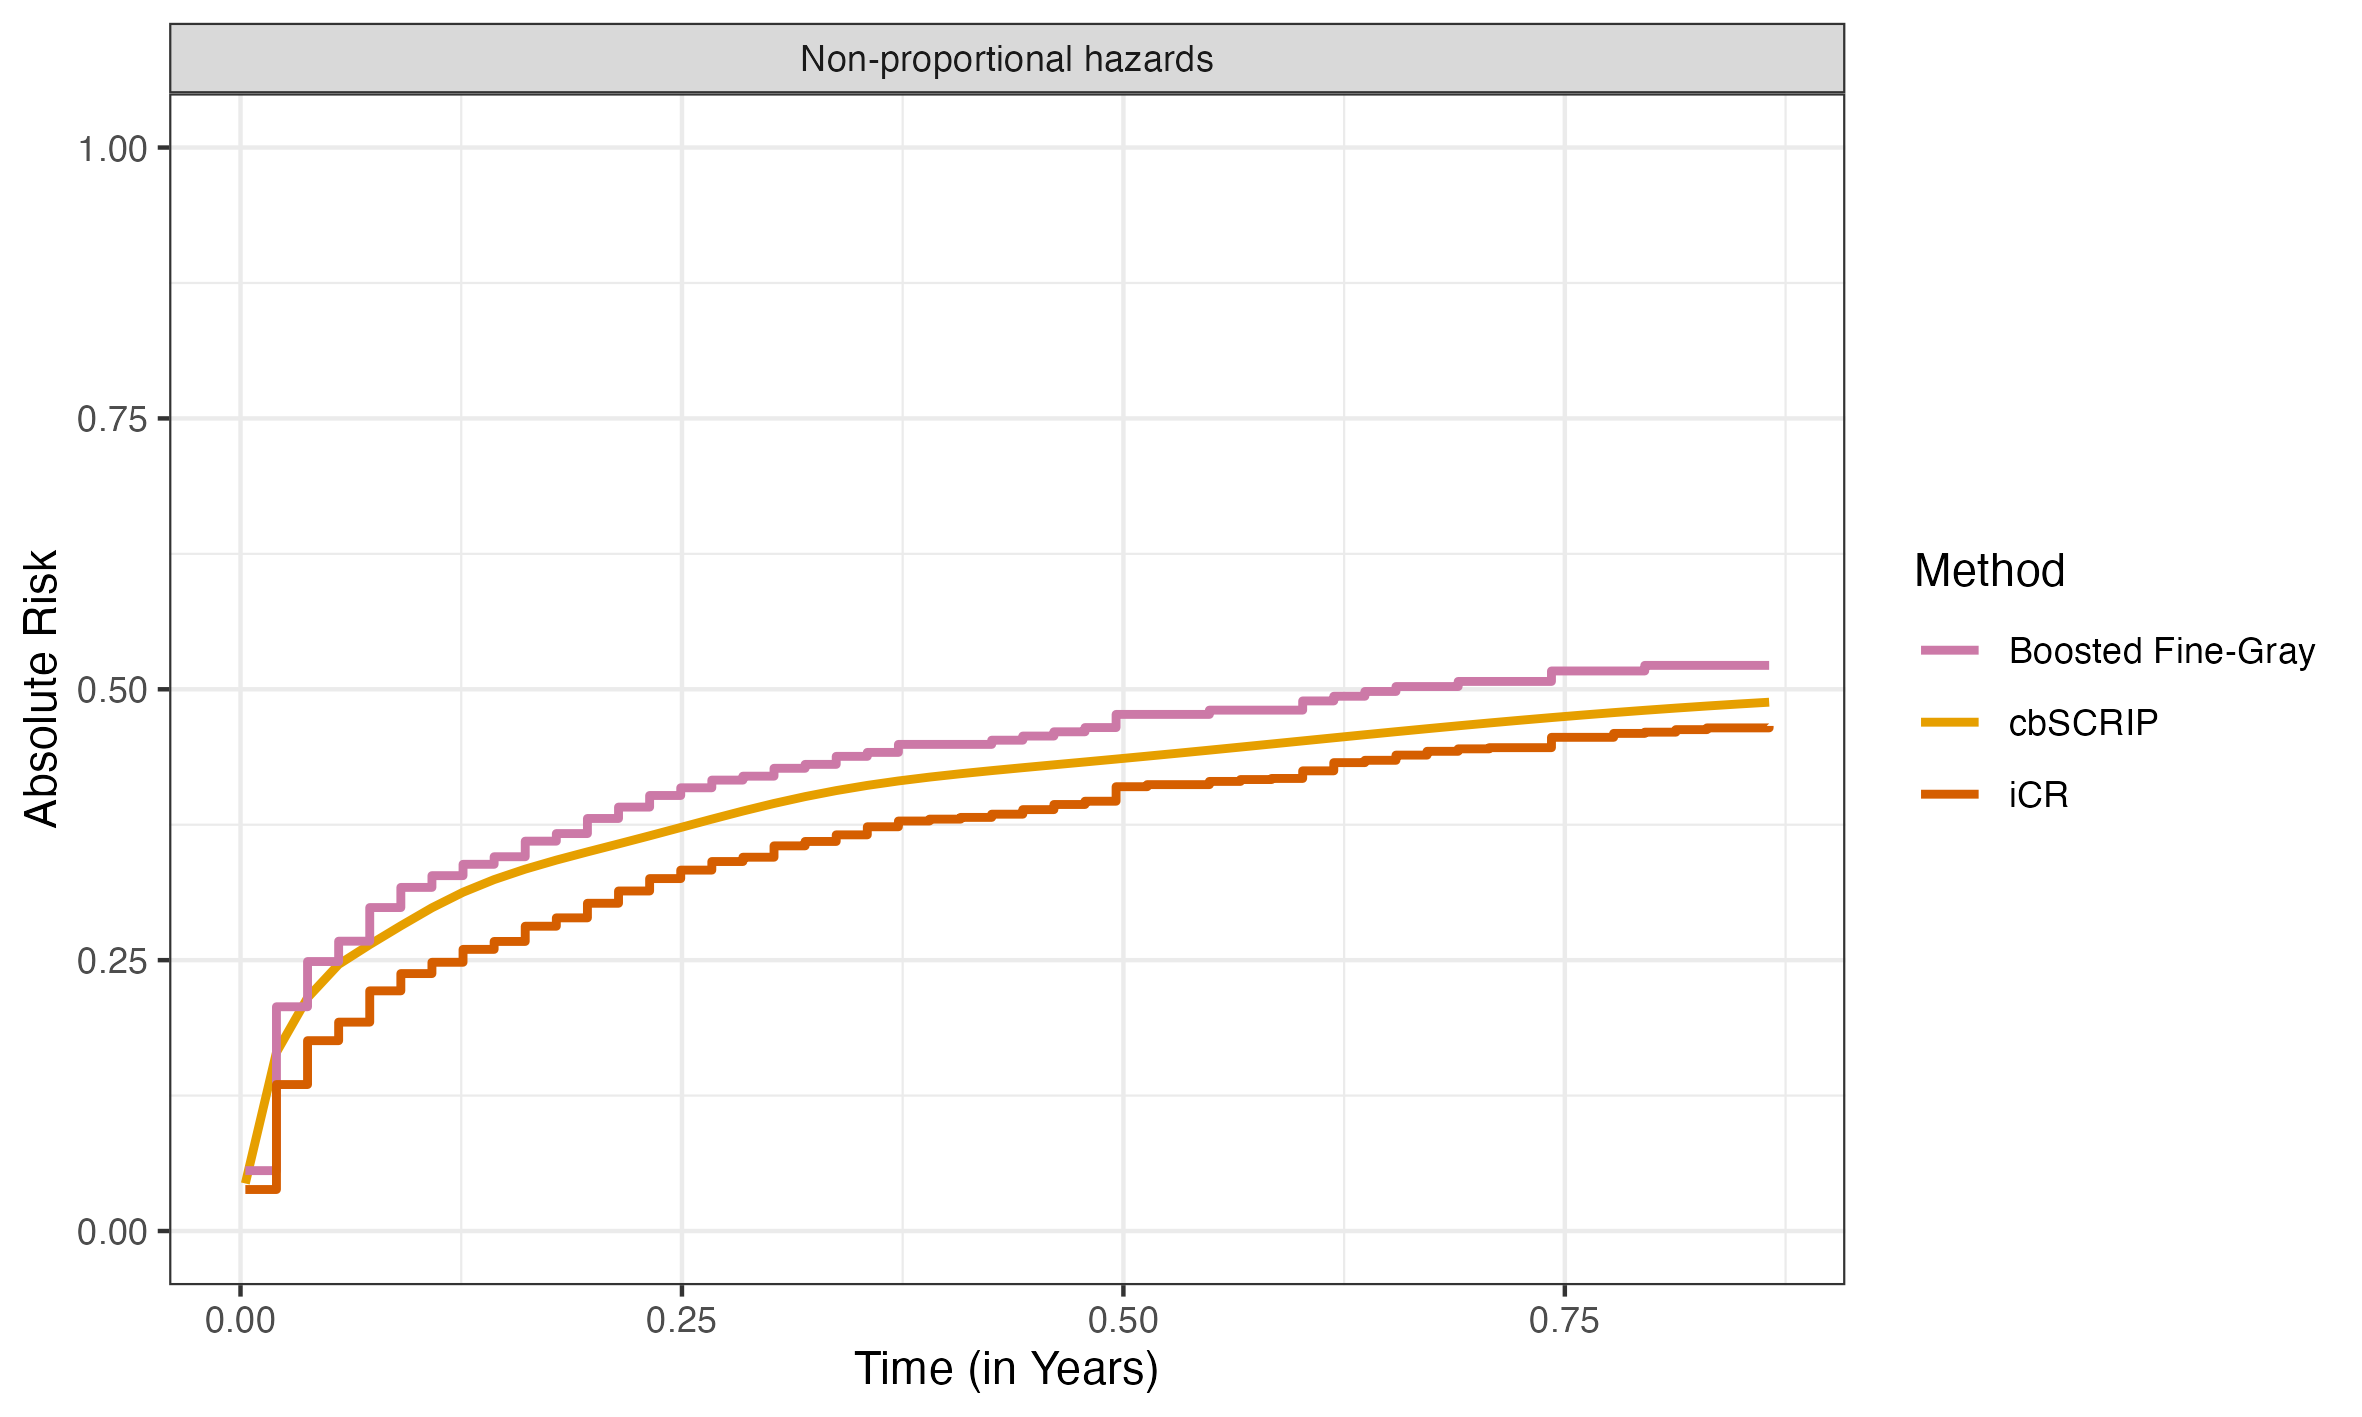 Non-proportional hazards
1.00
0.75
0.50
0.25
0.00
Absolute Risk
0.00
0.25
0.50
0.75
Time (in Years)
Method
Boosted Fine-Gray
cbSCRIP
iCR